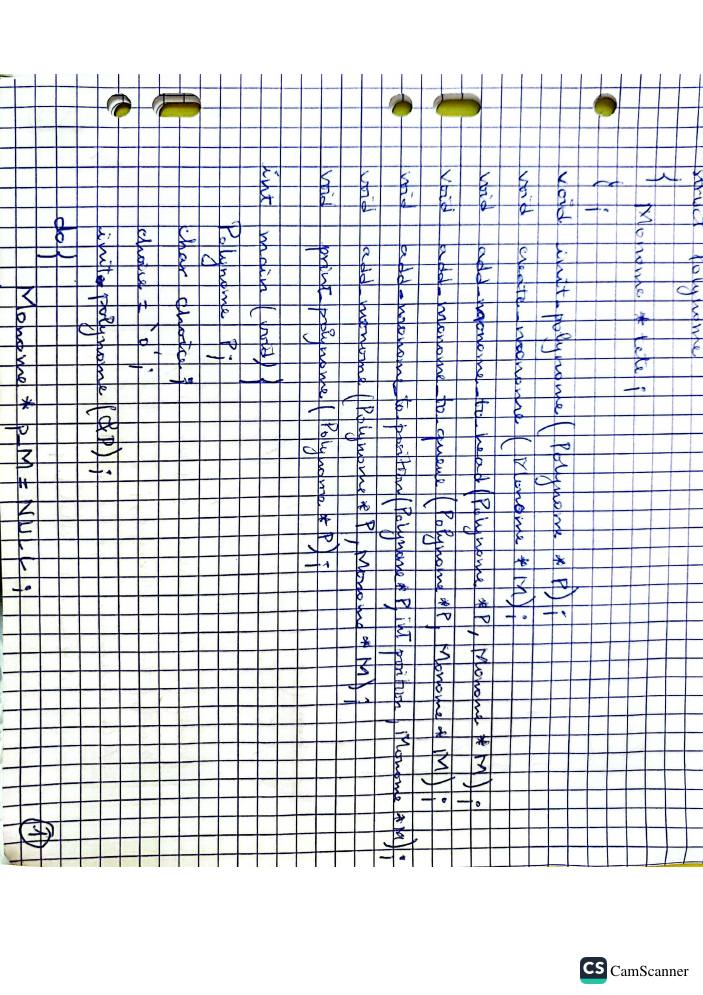 struct Polynome
{
Monome * tete ;
} ;
void init_polynome ( Polynome * P) ;
void create_monome ( Monome * M) ;
void add_monome_to_head (Polynome * P, Monome * M) ;
void add_monome_to_queue (Polynome * P, Monome * M) ;
void add_monome_to_position (Polynome * P, int position, Monome * M) ;
void add_monome (Polynome * P, Monome * M) ;
void print_polynome (Polynome * P) ;
int main (void) {
Polynome P ;
char choice ;
choice = 'o' ;
init_polynome (&P) ;
do {
Monome * p_M = NULL ;
1
CS CamScanner